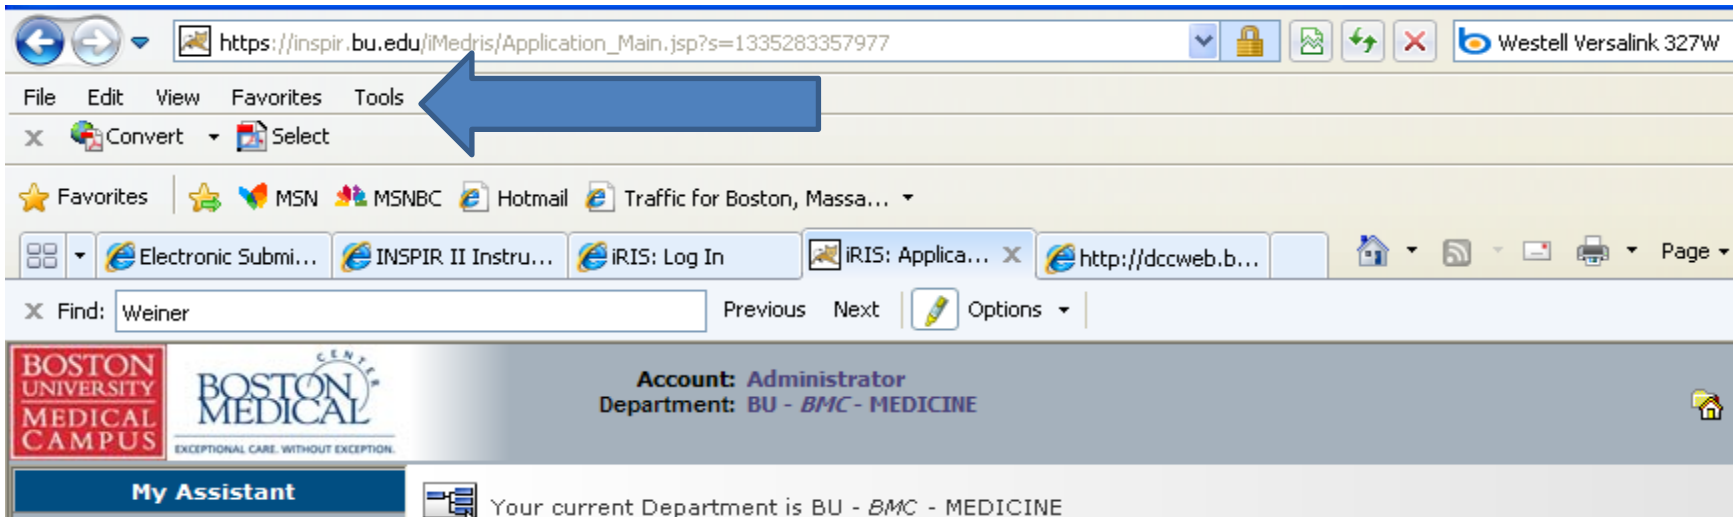 https://inspir.bu.edu/iMedris/Application_Main.jsp?s=1335283357977 Westell Versalink 327W
File Edit View Favorites Tools
x Convert Select
Favorites MSN MSNBC Hotmail Traffic for Boston, Massa...
Electronic Submi... INSPIR II Instru... iRIS: Log In iRIS: Applica... X http://dccweb.b... Page
x Find: Weiner Previous Next Options
BOSTON UNIVERSITY MEDICAL CAMPUS
BOSTON MEDICAL CENTER
EXCEPTIONAL CARE. WITHOUT EXCEPTION.
Account: Administrator
Department: BU - BMC - MEDICINE
My Assistant
Your current Department is BU - BMC - MEDICINE